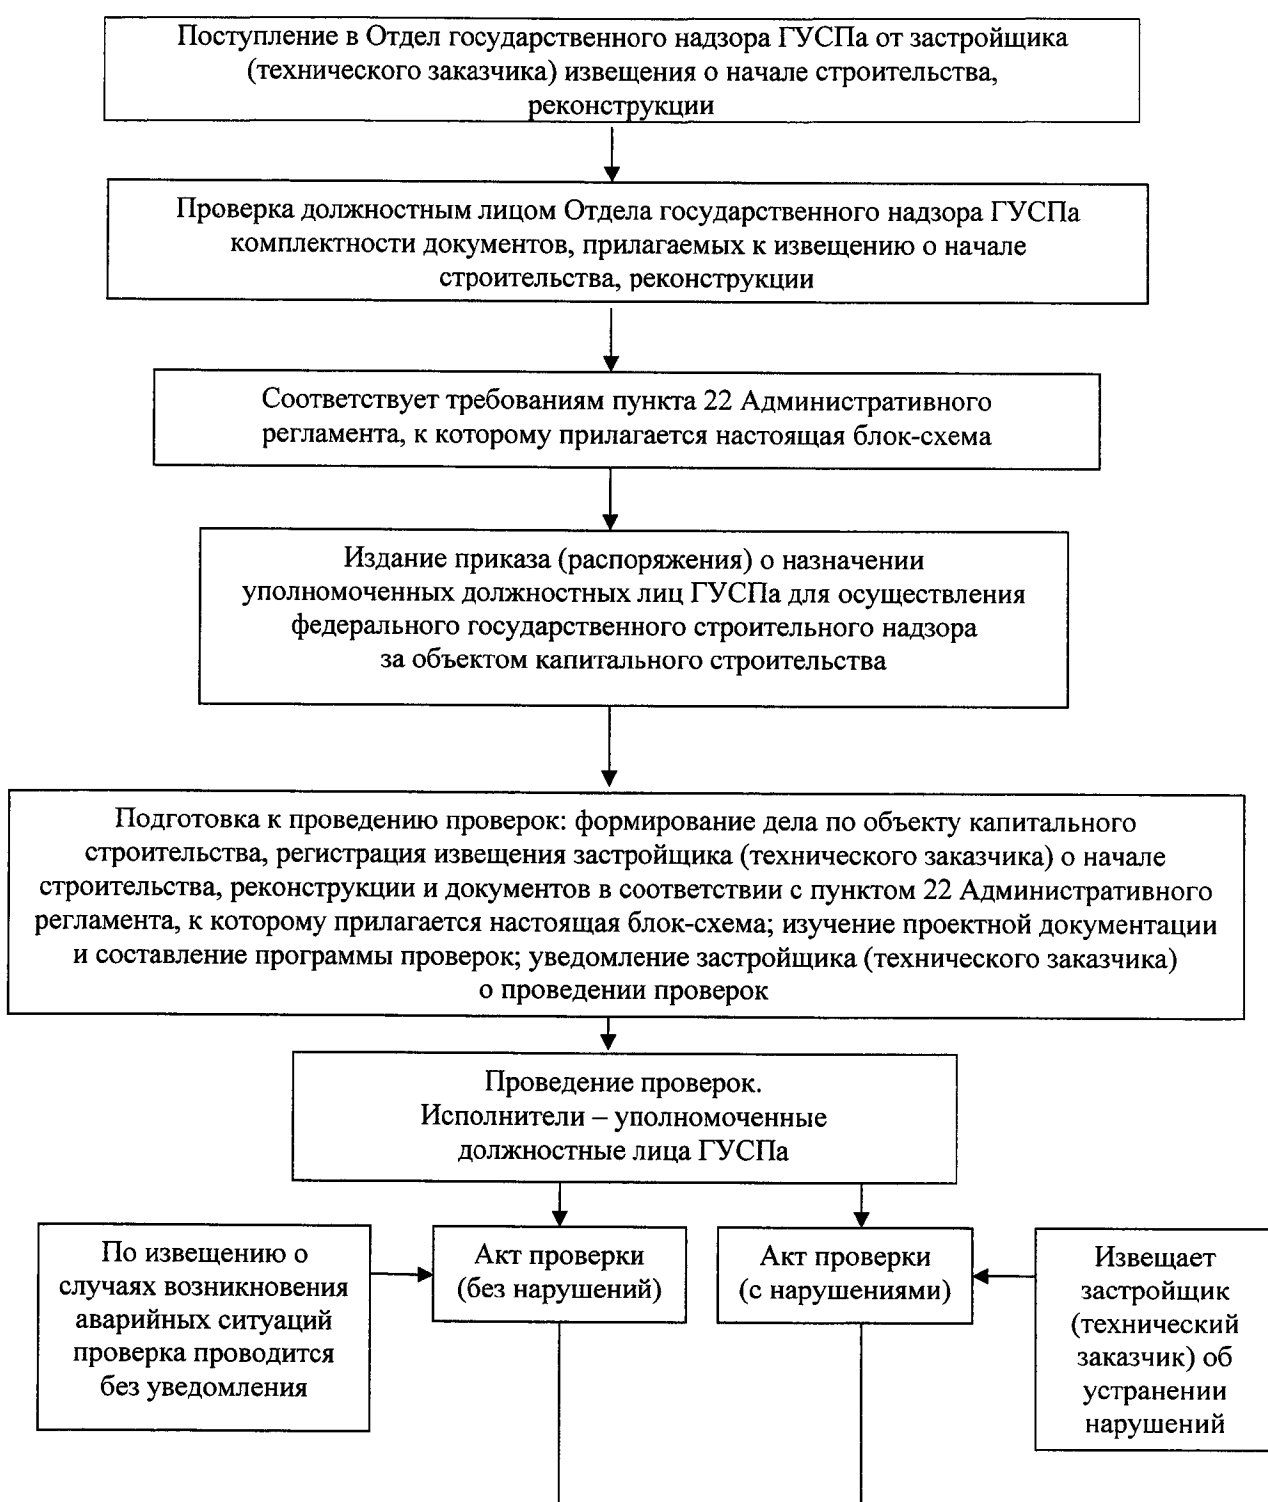 Поступление в Отдел государственного надзора ГУСПа от застройщика
(технического заказчика) извещения о начале строительства,
реконструкции
Проверка должностным лицом Отдела государственного надзора ГУСПа
комплектности документов, прилагаемых к извещению о начале
строительства, реконструкции
Соответствует требованиям пункта 22 Административного
регламента, к которому прилагается настоящая блок-схема
Издание приказа (распоряжения) о назначении
уполномоченных должностных лиц ГУСПа для осуществления
федерального государственного строительного надзора
за объектом капитального строительства
Подготовка к проведению проверок: формирование дела по объекту капитального
строительства, регистрация извещения застройщика (технического заказчика) о начале
строительства, реконструкции и документов в соответствии с пунктом 22 Административного
регламента, к которому прилагается настоящая блок-схема; изучение проектной документации
и составление программы проверок; уведомление застройщика (технического заказчика)
о проведении проверок
Проведение проверок.
Исполнители – уполномоченные
должностные лица ГУСПа
По извещению о
случаях возникновения
аварийных ситуаций
проверка проводится
без уведомления
Акт проверки
(без нарушений)
Акт проверки
(с нарушениями)
Извещает
застройщик
(технический
заказчик) об
устранении
нарушений